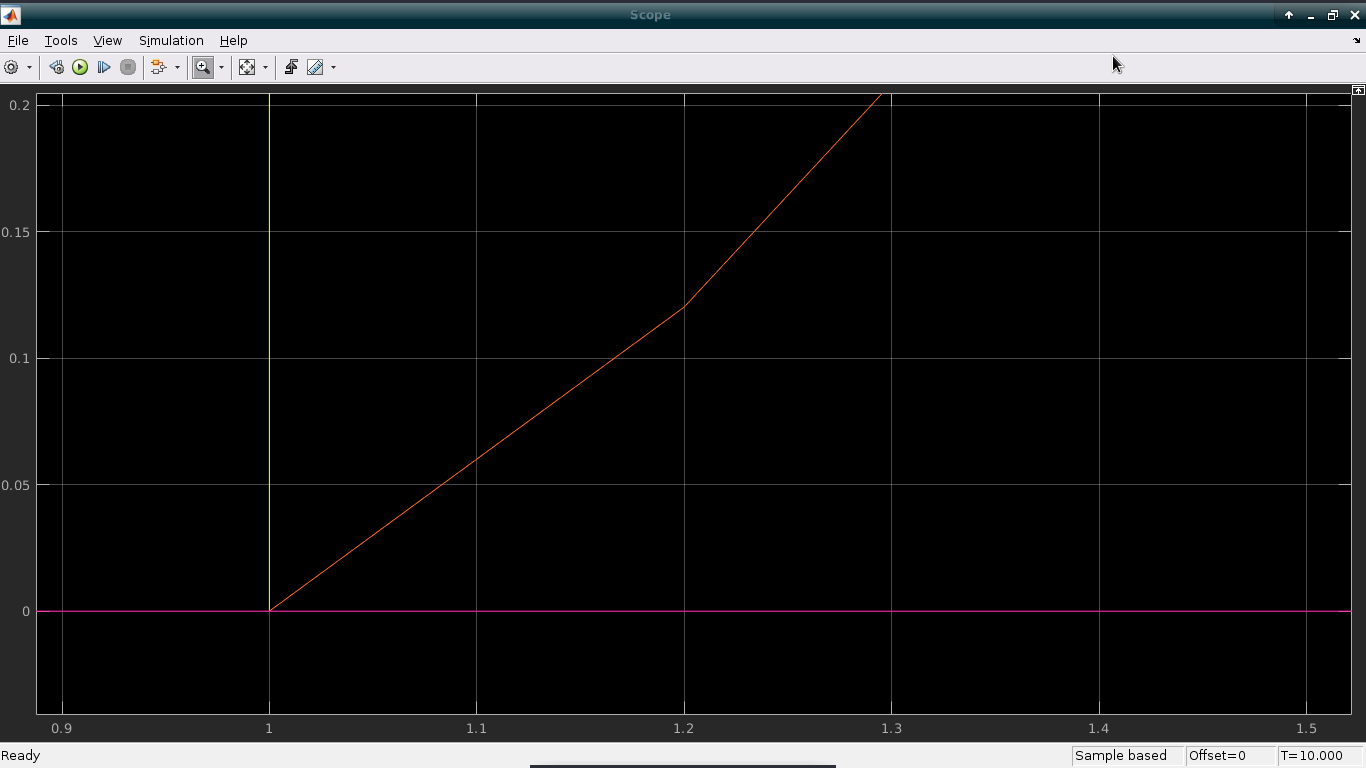 Scope
File Tools View Simulation Help
0.2
0.15
0.1
0.05
0
0.9 1 1.1 1.2 1.3 1.4 1.5
Ready Sample based Offset=0 T=10.000